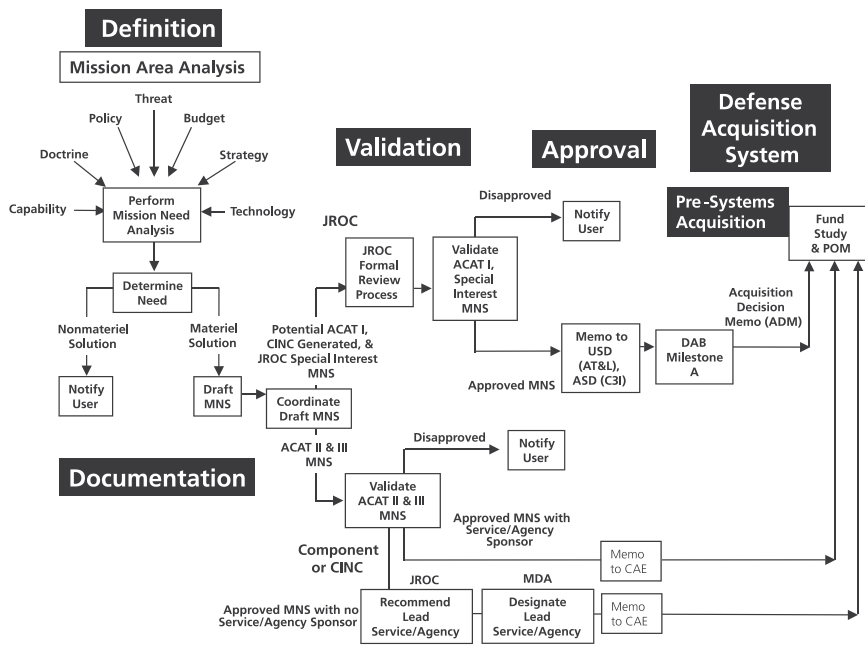 Definition
Mission Area Analysis
Threat
Policy
Budget
Doctrine
Strategy
Capability
Perform
Mission Need
Analysis
Technology
Determine
Need
Nonmateriel
Solution
Materiel
Solution
Notify
User
Draft
MNS
Documentation
Validation
JROC
JROC
Formal
Review
Process
Potential ACAT I,
CINC Generated, &
JROC Special Interest
MNS
Coordinate
Draft MNS
ACAT II & III
MNS
Validate
ACAT I,
Special
Interest
MNS
Approval
Disapproved
Notify
User
Approved MNS
Memo to
USD
(AT&L),
ASD (C3I)
DAB
Milestone
A
Acquisition
Decision
Memo (ADM)
Defense
Acquisition
System
Pre-Systems
Acquisition
Fund
Study
& POM
Disapproved
Notify
User
Validate
ACAT II & III
MNS
Approved MNS with
Service/Agency
Sponsor
Memo
to CAE
Component
or CINC
JROC
MDA
Approved MNS with no
Service/Agency Sponsor
Recommend
Lead
Service/Agency
Designate
Lead
Service/Agency
Memo
to CAE